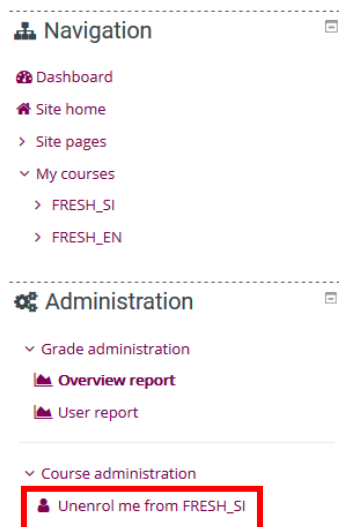 Navigation
Dashboard
Site home
Site pages
My courses
FRESH_SI
FRESH_EN
Administration
Grade administration
Overview report
User report
Course administration
Unenrol me from FRESH_SI